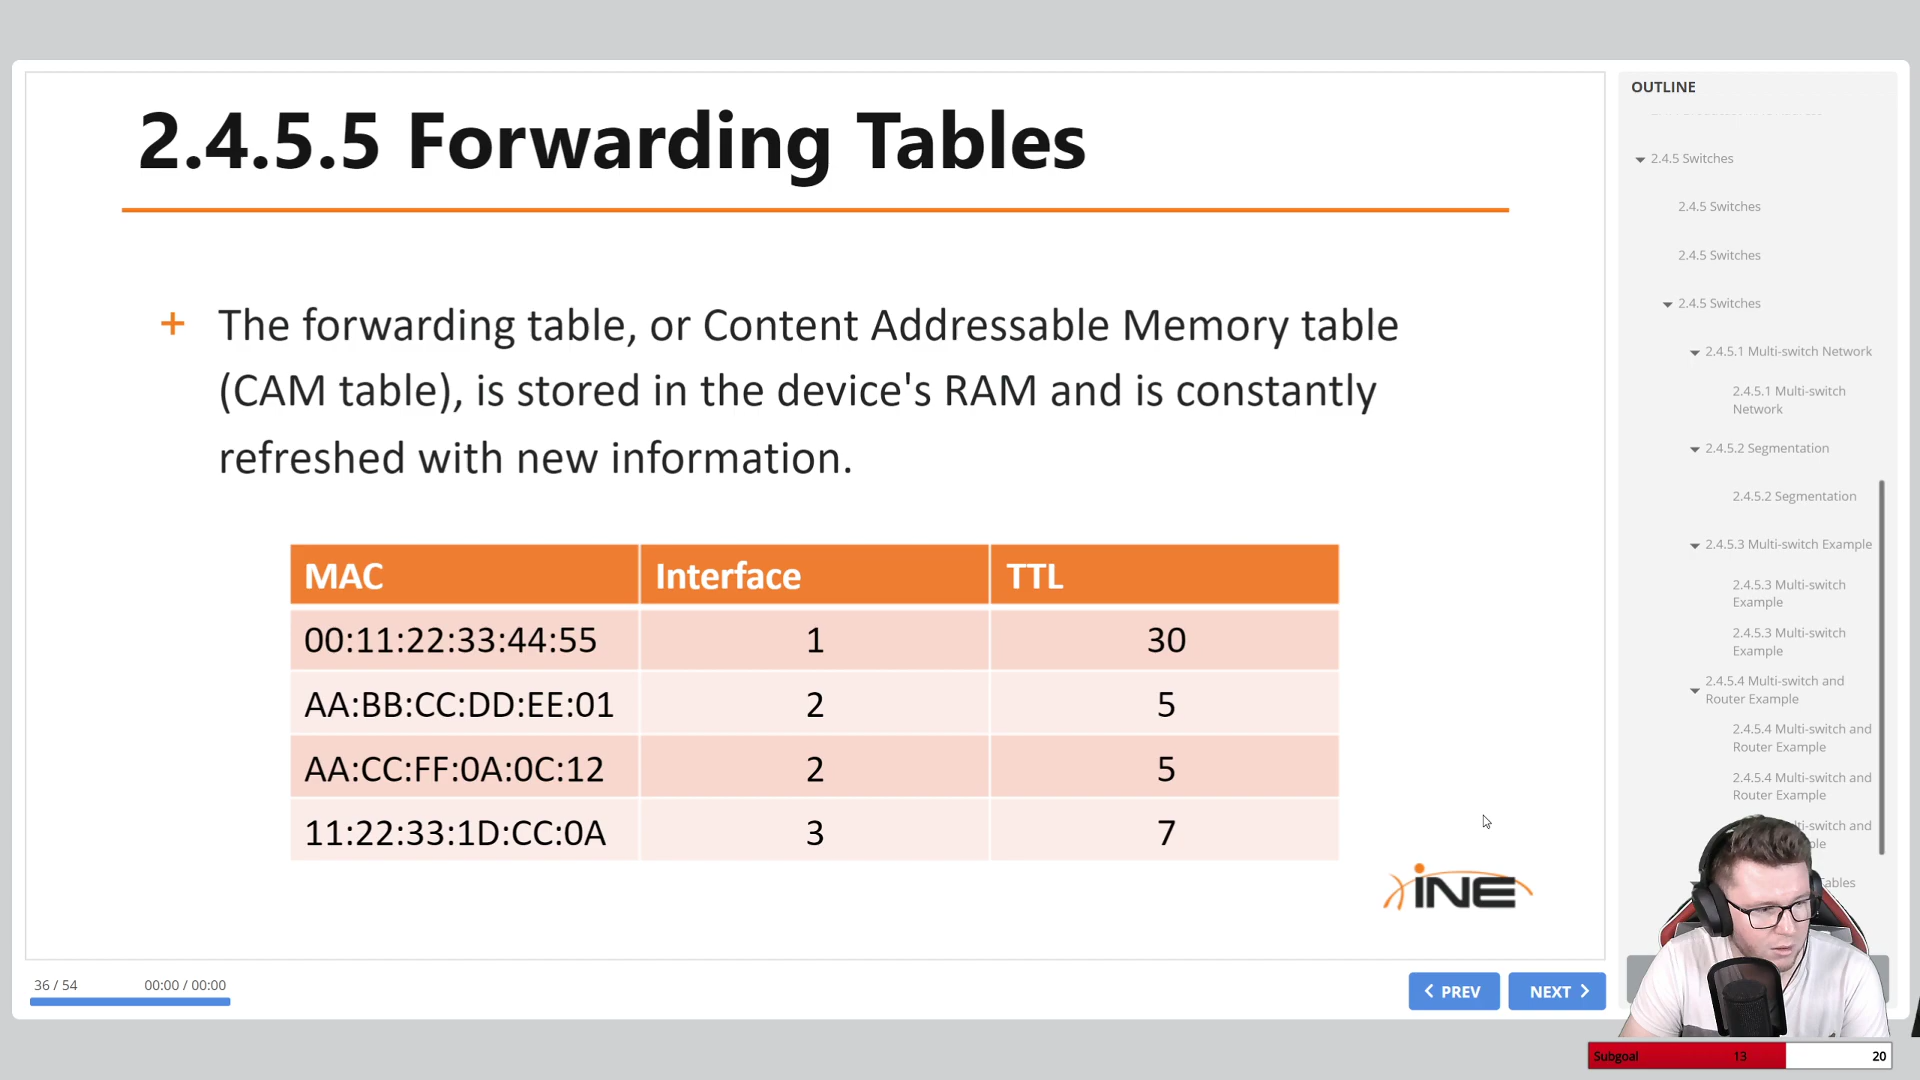 2.4.5.5 Forwarding Tables
+ The forwarding table, or Content Addressable Memory table
(CAM table), is stored in the device's RAM and is constantly
refreshed with new information.
MAC Interface TTL
00:11:22:33:44:55 1 30
AA:BB:CC:DD:EE:01 2 5
AA:CC:FF:0A:0C:12 2 5
11:22:33:1D:CC:0A 3 7
INE
36 / 54 00:00 / 00:00
PREV NEXT
OUTLINE
2.4.5 Switches
2.4.5 Switches
2.4.5 Switches
2.4.5 Switches
2.4.5.1 Multi-switch Network
2.4.5.1 Multi-switch
Network
2.4.5.2 Segmentation
2.4.5.2 Segmentation
2.4.5.3 Multi-switch Example
2.4.5.3 Multi-switch
Example
2.4.5.3 Multi-switch
Example
2.4.5.4 Multi-switch and
Router Example
2.4.5.4 Multi-switch and
Router Example
2.4.5.4 Multi-switch and
Router Example
and
Tables
Subgoal 13 20